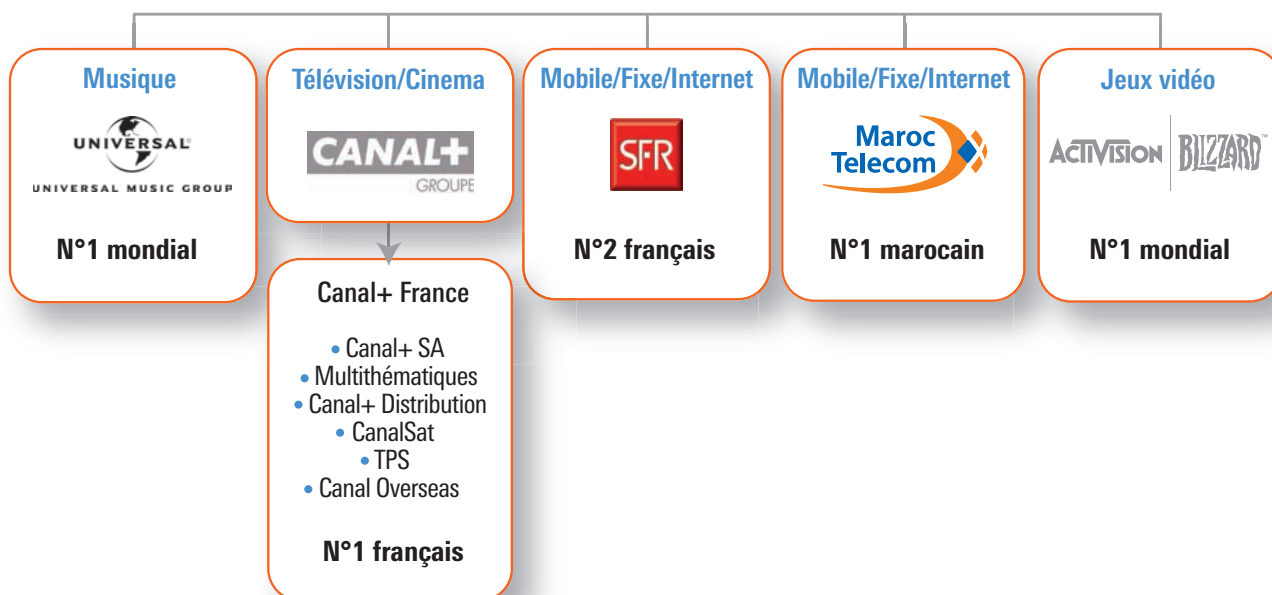 Musique
UNIVERSAL
UNIVERSAL MUSIC GROUP
N°1 mondial
Télévision/Cinema
CANAL+
GROUPE
Mobile/Fixe/Internet
SFR
N°2 français
Mobile/Fixe/Internet
Maroc
Telecom
N°1 marocain
Jeux vidéo
ACTIVISION | BLIZZARD™
N°1 mondial
Canal+ France
• Canal+ SA
• Multithématiques
• Canal+ Distribution
• CanalSat
• TPS
• Canal Overseas
N°1 français